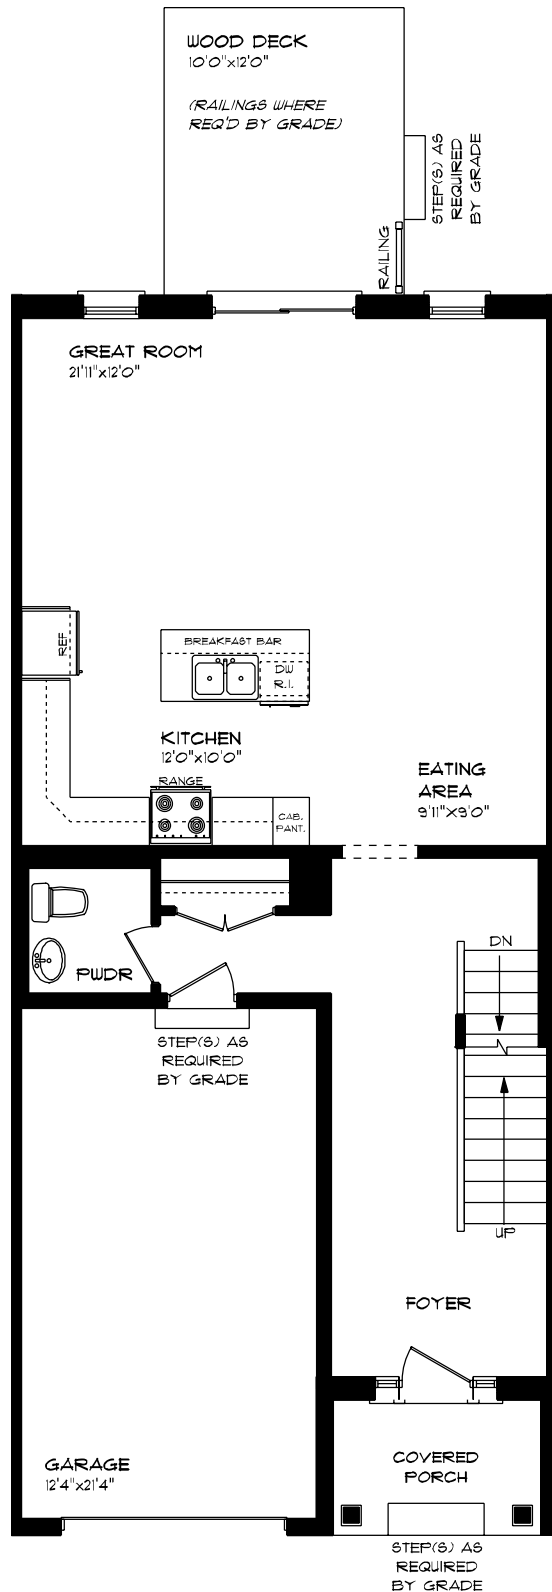 WOOD DECK
10'0"x12'0"
(RAILINGS WHERE
REQ'D BY GRADE)
STEP(S) AS
REQUIRED
BY GRADE
RAILING
GREAT ROOM
21'11"x12'0"
REF
BREAKFAST BAR
DW
R.I.
KITCHEN
12'0"x10'0"
RANGE
CAB.
PANT.
EATING
AREA
9'11"x9'0"
PWDR
DN
STEP(S) AS
REQUIRED
BY GRADE
UP
FOYER
GARAGE
12'4"x21'4"
COVERED
PORCH
STEP(S) AS
REQUIRED
BY GRADE